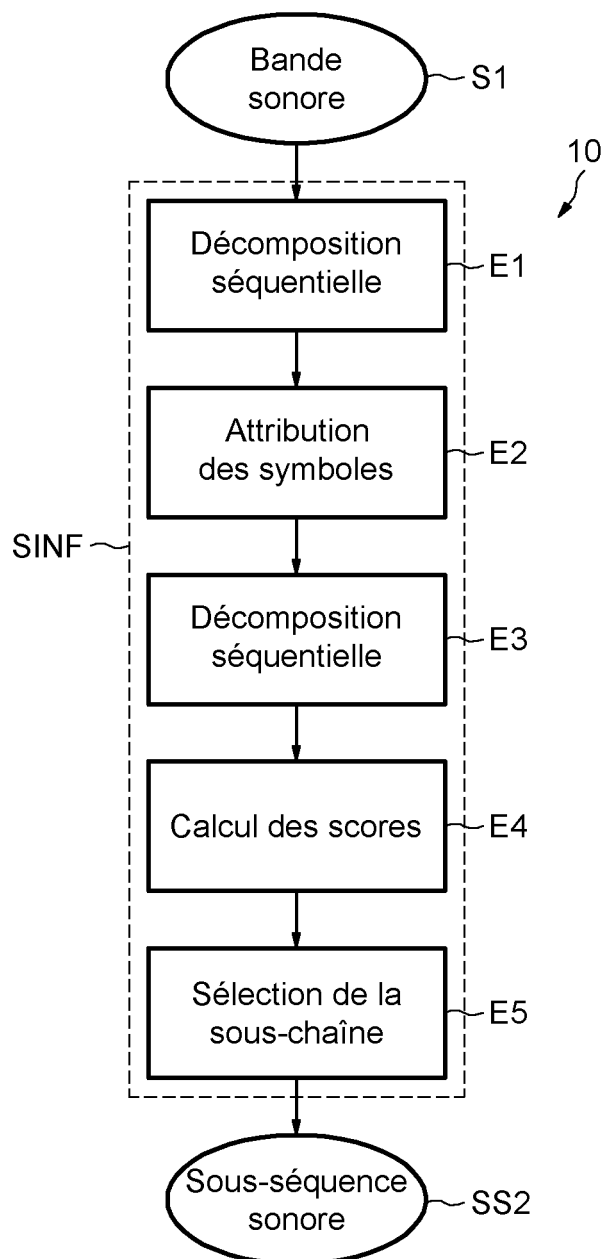 Bande
sonore
S1
10
Décomposition
séquentielle
E1
Attribution
des symboles
E2
SINF
Décomposition
séquentielle
E3
Calcul des scores
E4
Sélection de la
sous-chaîne
E5
Sous-séquence
sonore
SS2